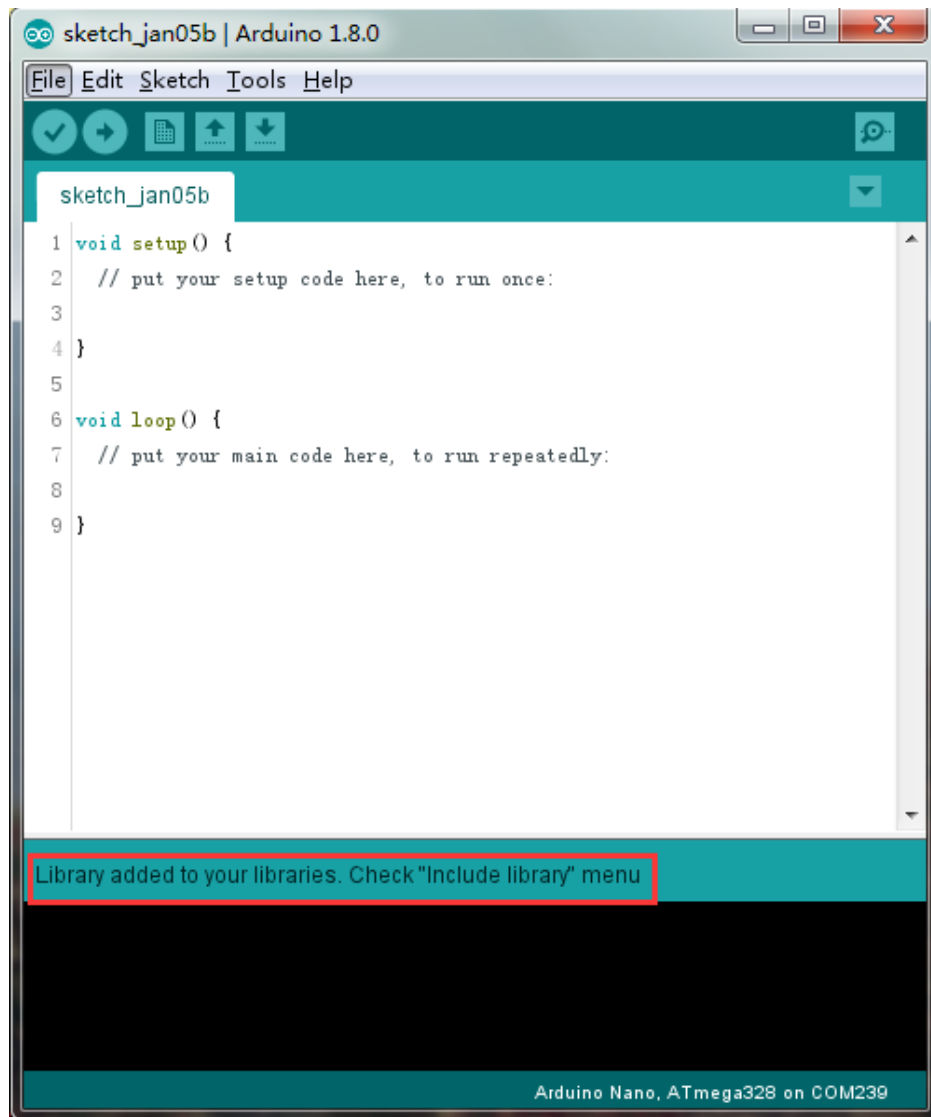 sketch_jan05b | Arduino 1.8.0
File Edit Sketch Tools Help
sketch_jan05b
1 void setup() {
2   // put your setup code here, to run once:
3
4 }
5
6 void loop() {
7   // put your main code here, to run repeatedly:
8
9 }
Library added to your libraries. Check "Include library" menu
Arduino Nano, ATmega328 on COM239